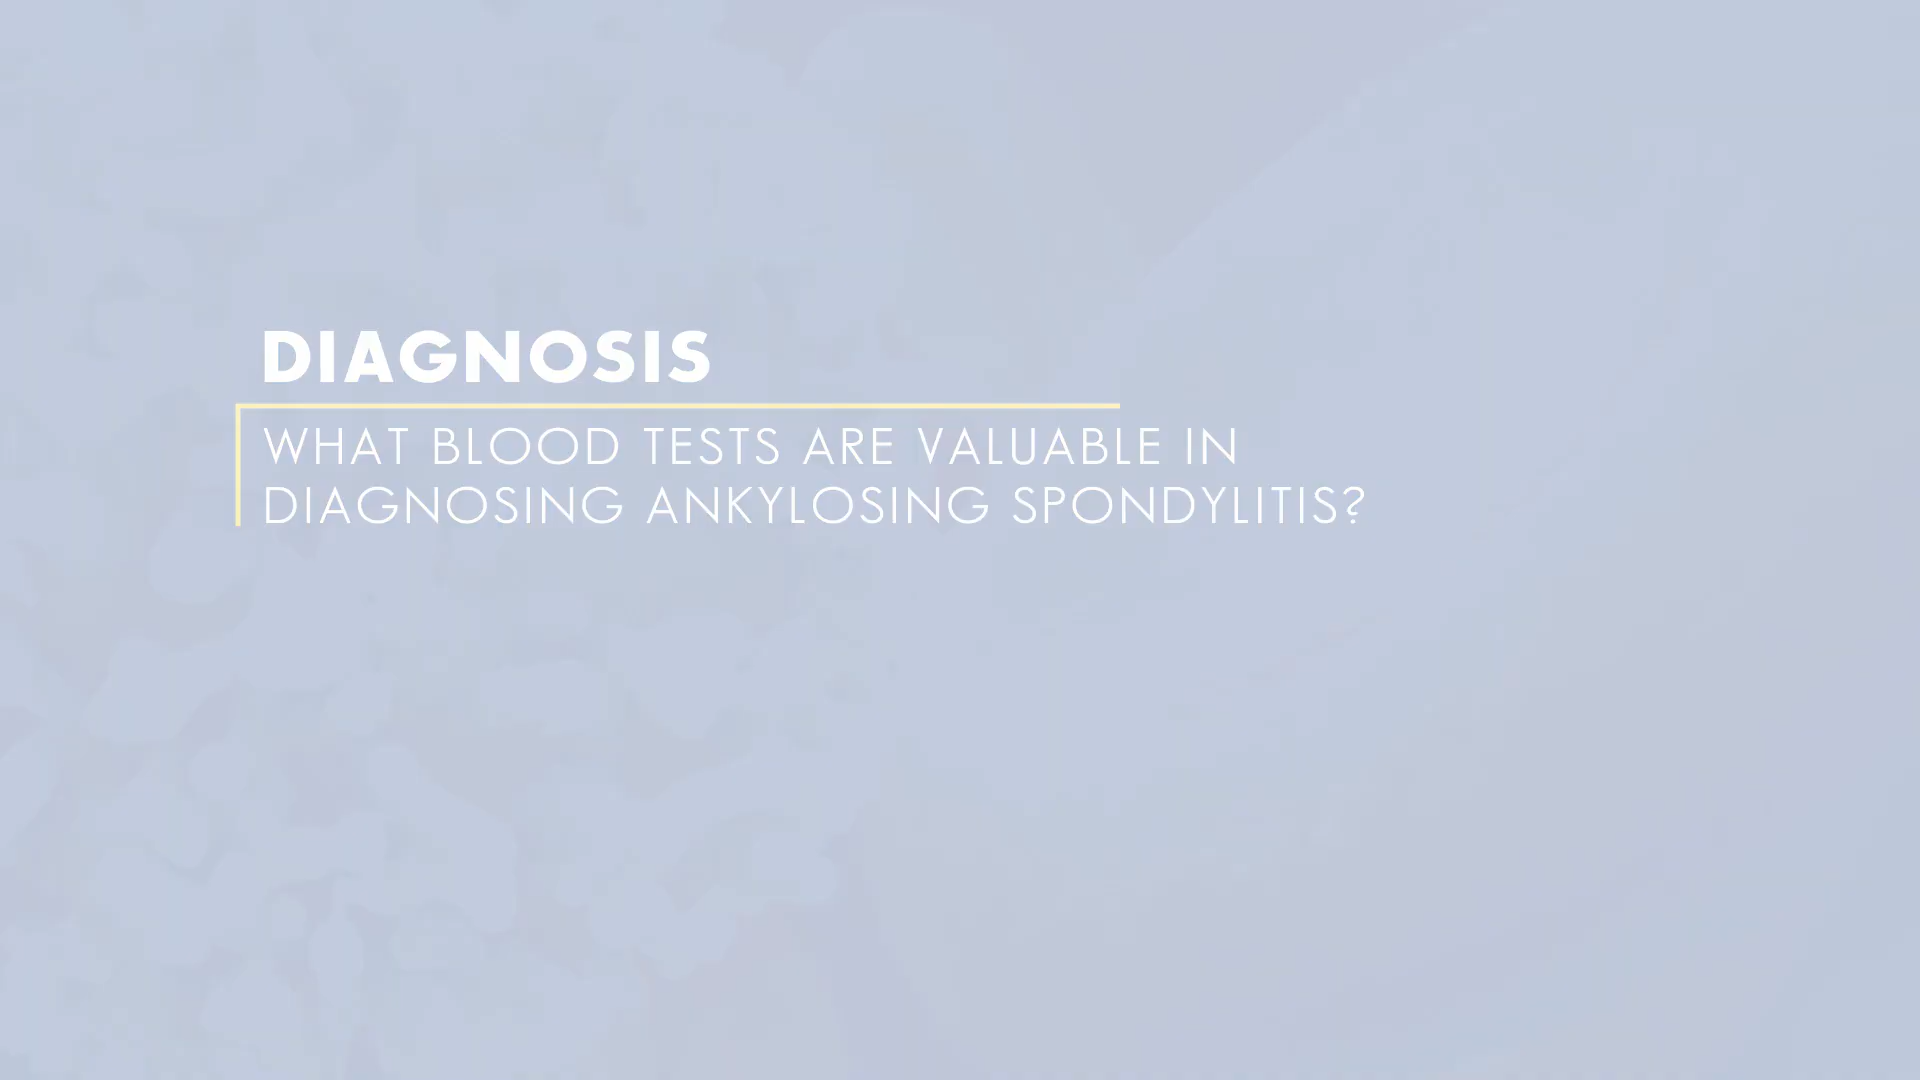 DIAGNOSIS
WHAT BLOOD TESTS ARE VALUABLE IN
DIAGNOSING ANKYLOSING SPONDYLITIS?